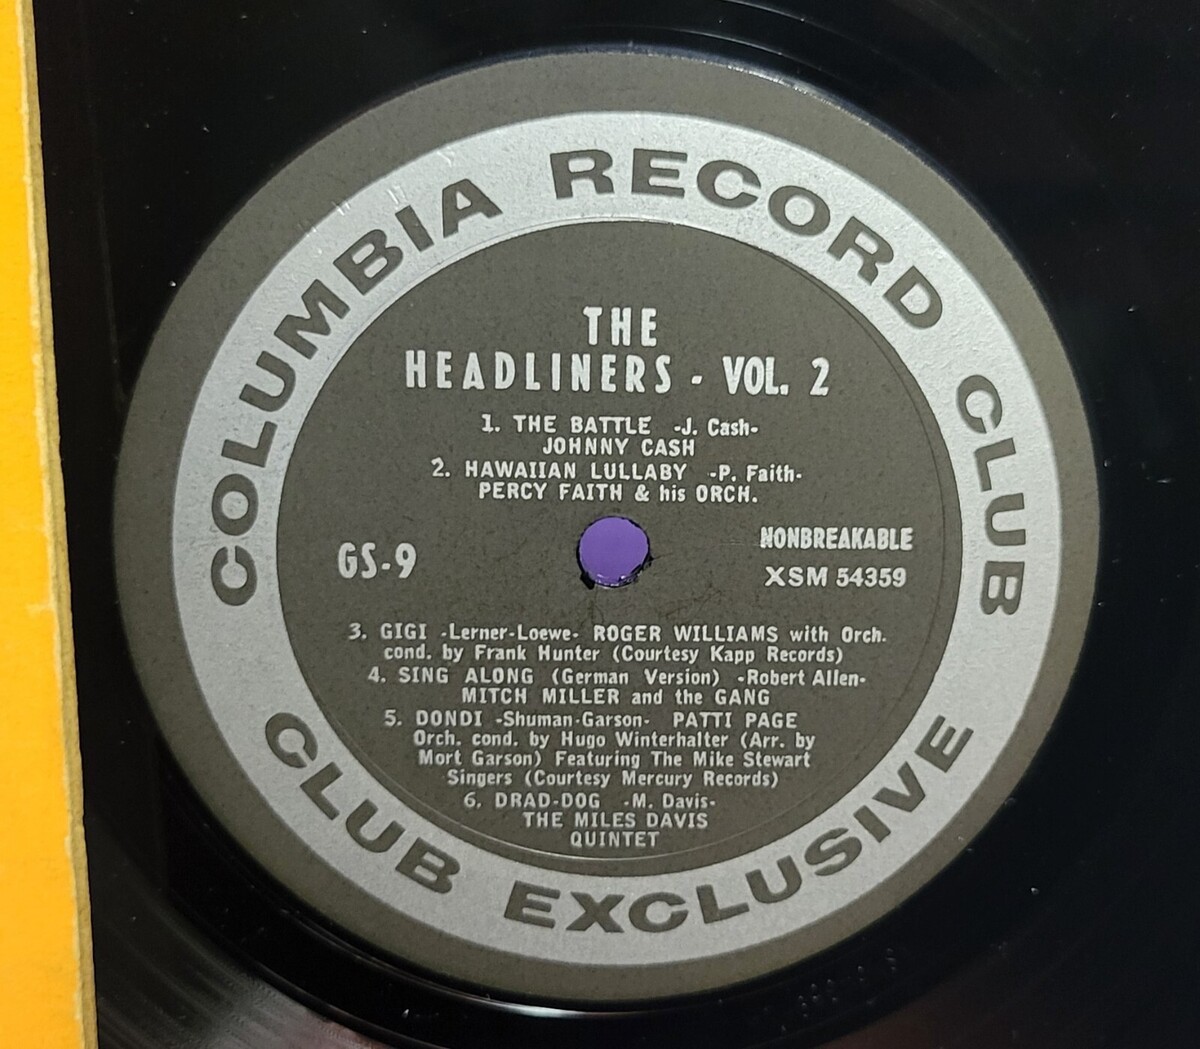 COLUMBIA RECORD CLUB
THE
HEADLINERS - VOL. 2
1. THE BATTLE -J. Cash-
JOHNNY CASH
2. HAWAIIAN LULLABY -P. Faith-
PERCY FAITH & his ORCH.
GS-9
NONBREAKABLE
XSM 54359
3. GIGI -Lerner-Loewe- ROGER WILLIAMS with Orch.
cond. by Frank Hunter (Courtesy Kapp Records)
4. SING ALONG (German Version) -Robert Allen-
MITCH MILLER and the GANG
5. DONDI -Shuman-Garson- PATTI PAGE
Orch. cond. by Hugo Winterhalter (Arr. by
Mort Garson) Featuring The Mike Stewart
Singers (Courtesy Mercury Records)
6. DRAD-DOG -M. Davis-
THE MILES DAVIS
QUINTET
CLUB EXCLUSIVE